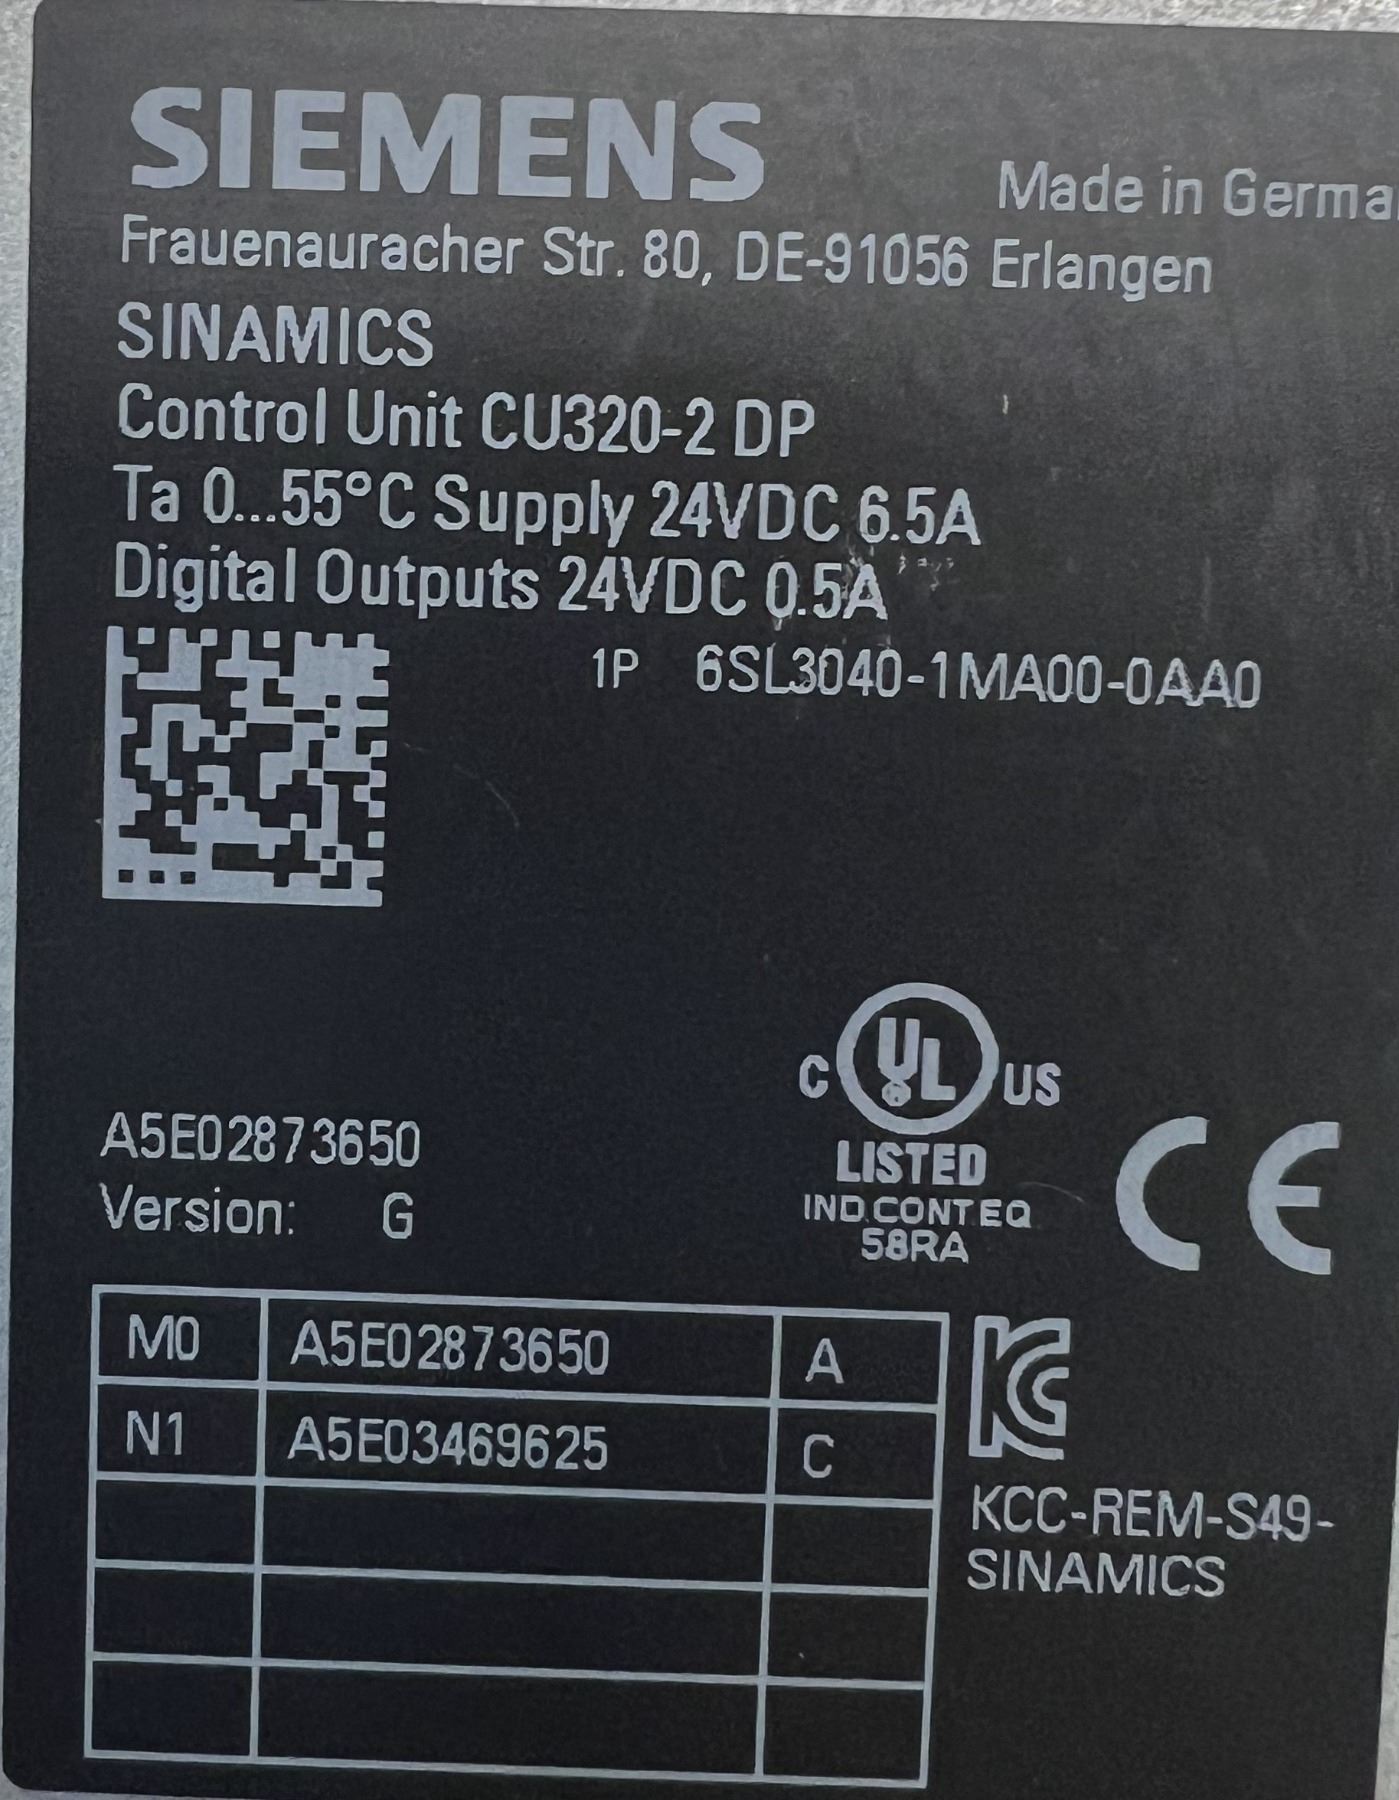 SIEMENS
Made in Germa
Frauenauracher Str. 80, DE-91056 Erlangen
SINAMICS
Control Unit CU320-2 DP
Ta 0...55°C Supply 24VDC 6.5A
Digital Outputs 24VDC 0.5A
1P 6SL3040-1MA00-0AA0
C UL US
LISTED
IND.CONT.EQ
58RA
CE
A5E02873650
Version: G
M0 A5E02873650 A
N1 A5E03469625 C
KC
KCC-REM-S49-
SINAMICS